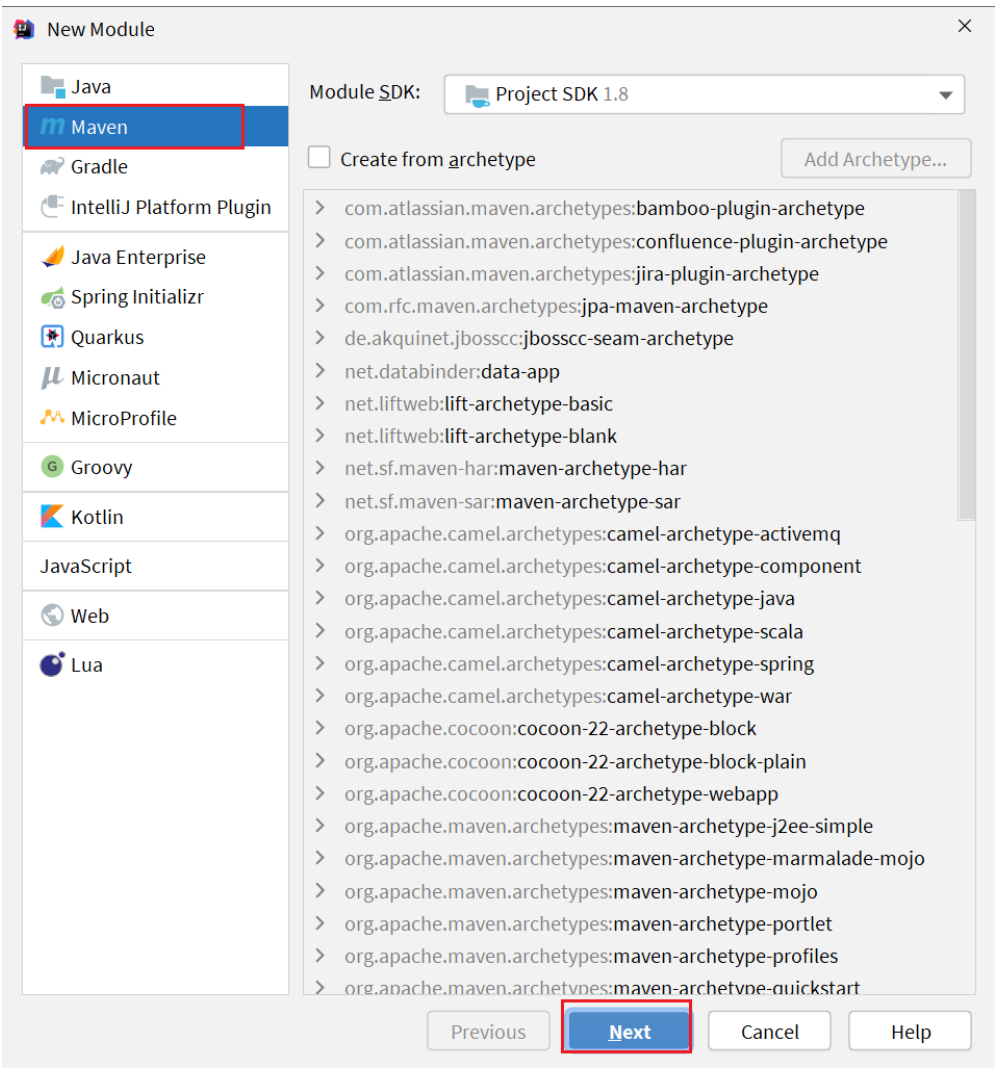 New Module
Java
Maven
Gradle
IntelliJ Platform Plugin
Java Enterprise
Spring Initializr
Quarkus
Micronaut
MicroProfile
G Groovy
Kotlin
JavaScript
Web
Lua
Module SDK: Project SDK 1.8
Create from archetype Add Archetype...
com.atlassian.maven.archetypes:bamboo-plugin-archetype
com.atlassian.maven.archetypes:confluence-plugin-archetype
com.atlassian.maven.archetypes:jira-plugin-archetype
com.rfc.maven.archetypes:jpa-maven-archetype
de.akquinet.jbosscc:jbosscc-seam-archetype
net.databinder:data-app
net.liftweb:lift-archetype-basic
net.liftweb:lift-archetype-blank
net.sf.maven-har:maven-archetype-har
net.sf.maven-sar:maven-archetype-sar
org.apache.camel.archetypes:camel-archetype-activemq
org.apache.camel.archetypes:camel-archetype-component
org.apache.camel.archetypes:camel-archetype-java
org.apache.camel.archetypes:camel-archetype-scala
org.apache.camel.archetypes:camel-archetype-spring
org.apache.camel.archetypes:camel-archetype-war
org.apache.cocoon:cocoon-22-archetype-block
org.apache.cocoon:cocoon-22-archetype-block-plain
org.apache.cocoon:cocoon-22-archetype-webapp
org.apache.maven.archetypes:maven-archetype-j2ee-simple
org.apache.maven.archetypes:maven-archetype-marmalade-mojo
org.apache.maven.archetypes:maven-archetype-mojo
org.apache.maven.archetypes:maven-archetype-portlet
org.apache.maven.archetypes:maven-archetype-profiles
org.apache.maven.archetypes:maven-archetype-quickstart
Previous Next Cancel Help